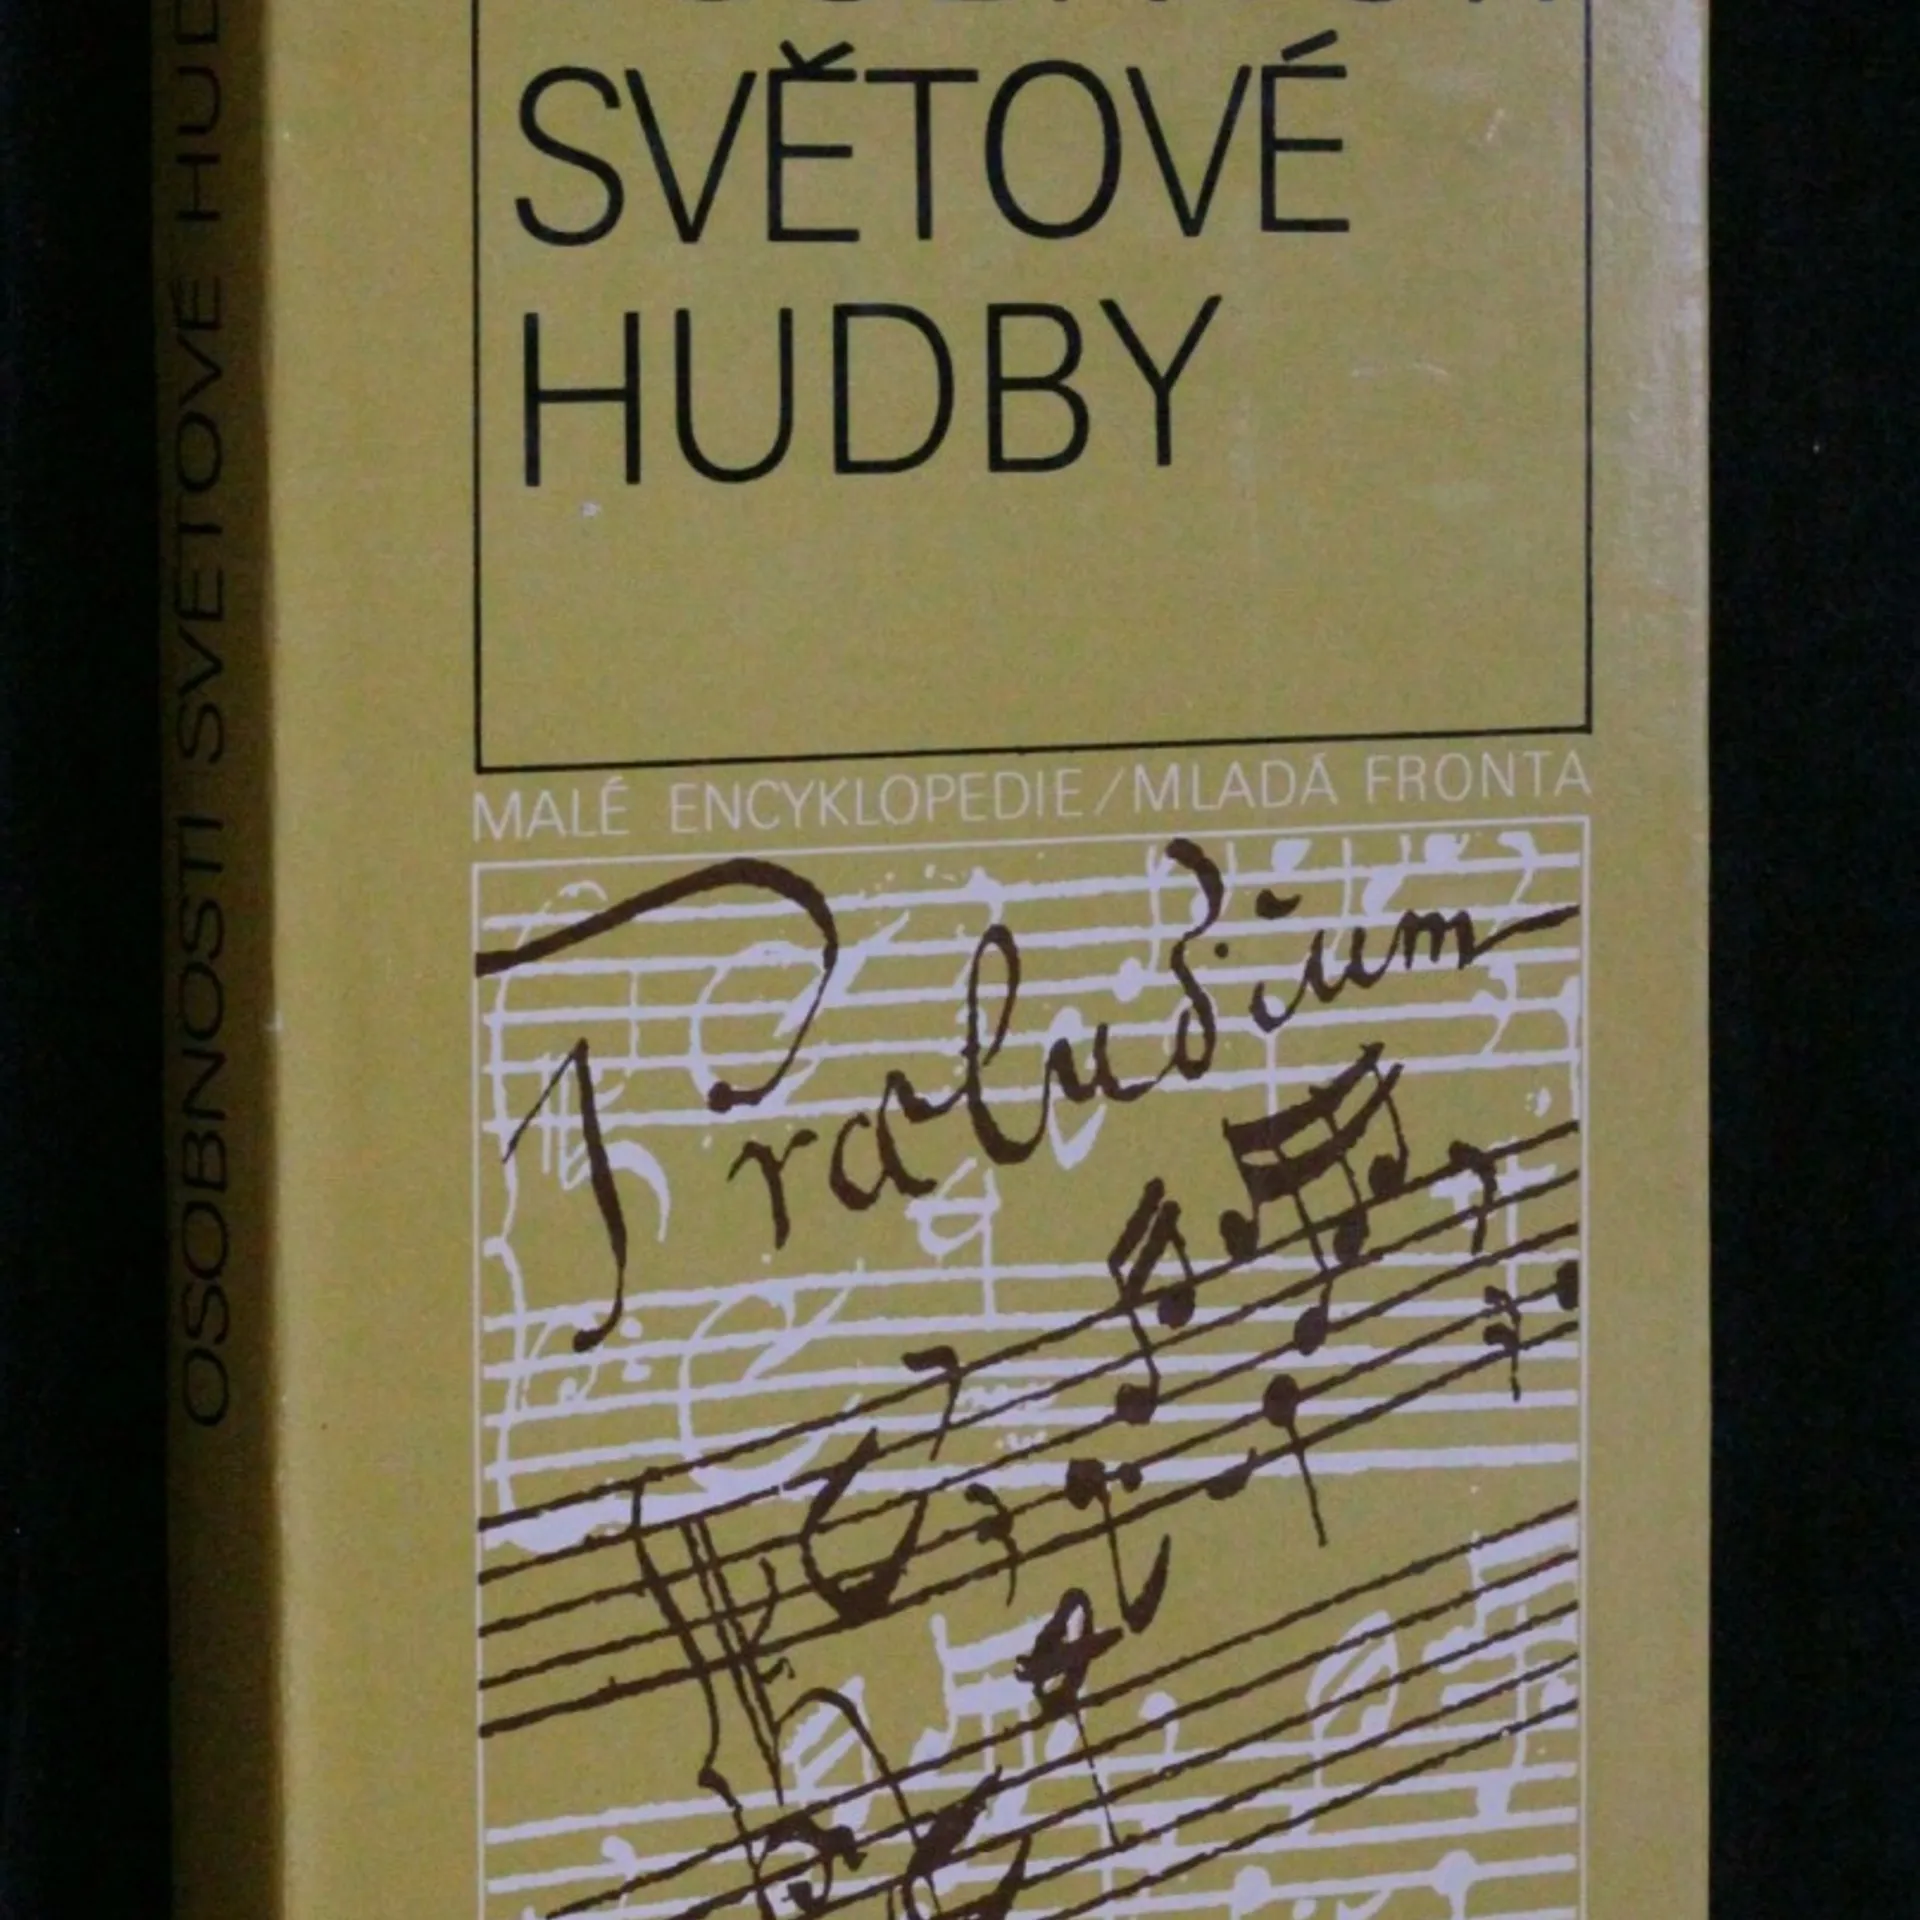 SVĚTOVÉ
HUDBY
MALÉ ENCYKLOPEDIE/MLADÁ FRONTA
Praludium
OSOBNOSTI SVĚTOVÉ HUD